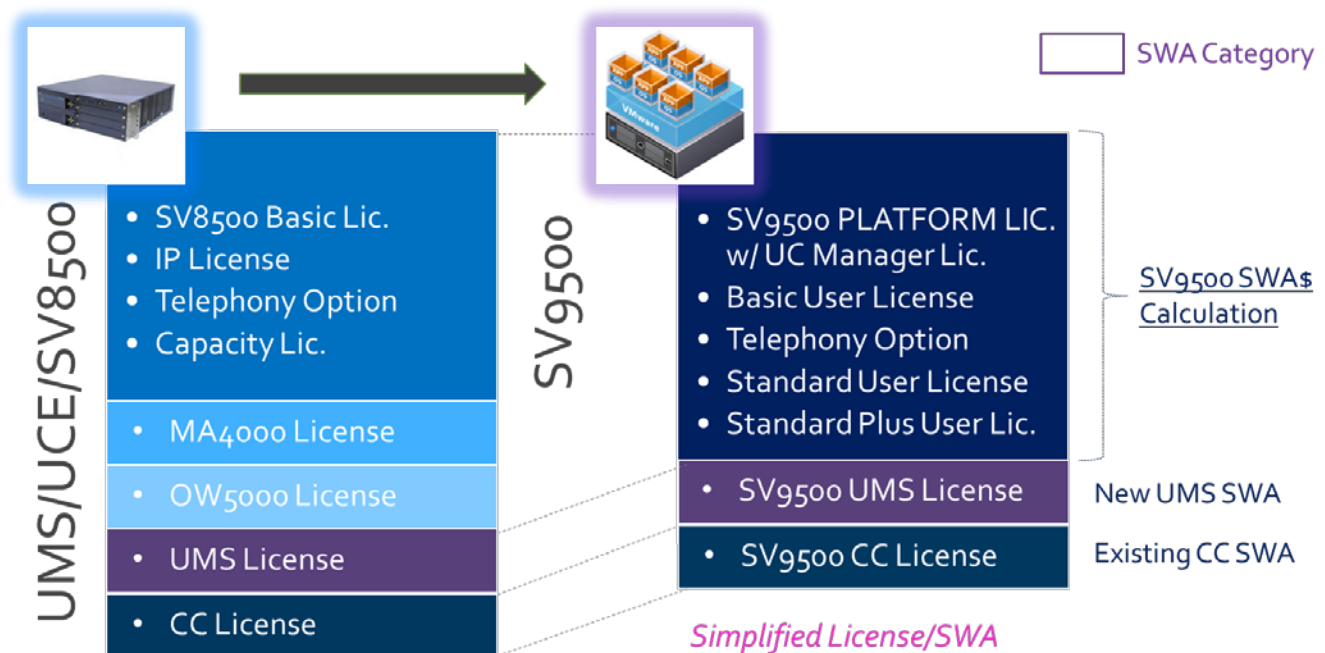 SWA Category
VMware
UMS/UCE/SV8500
• SV8500 Basic Lic.
• IP License
• Telephony Option
• Capacity Lic.
• MA4000 License
• OW5000 License
• UMS License
• CC License
SV9500
• SV9500 PLATFORM LIC.
w/ UC Manager Lic.
• Basic User License
• Telephony Option
• Standard User License
• Standard Plus User Lic.
• SV9500 UMS License
• SV9500 CC License
SV9500 SWA$
Calculation
New UMS SWA
Existing CC SWA
Simplified License/SWA